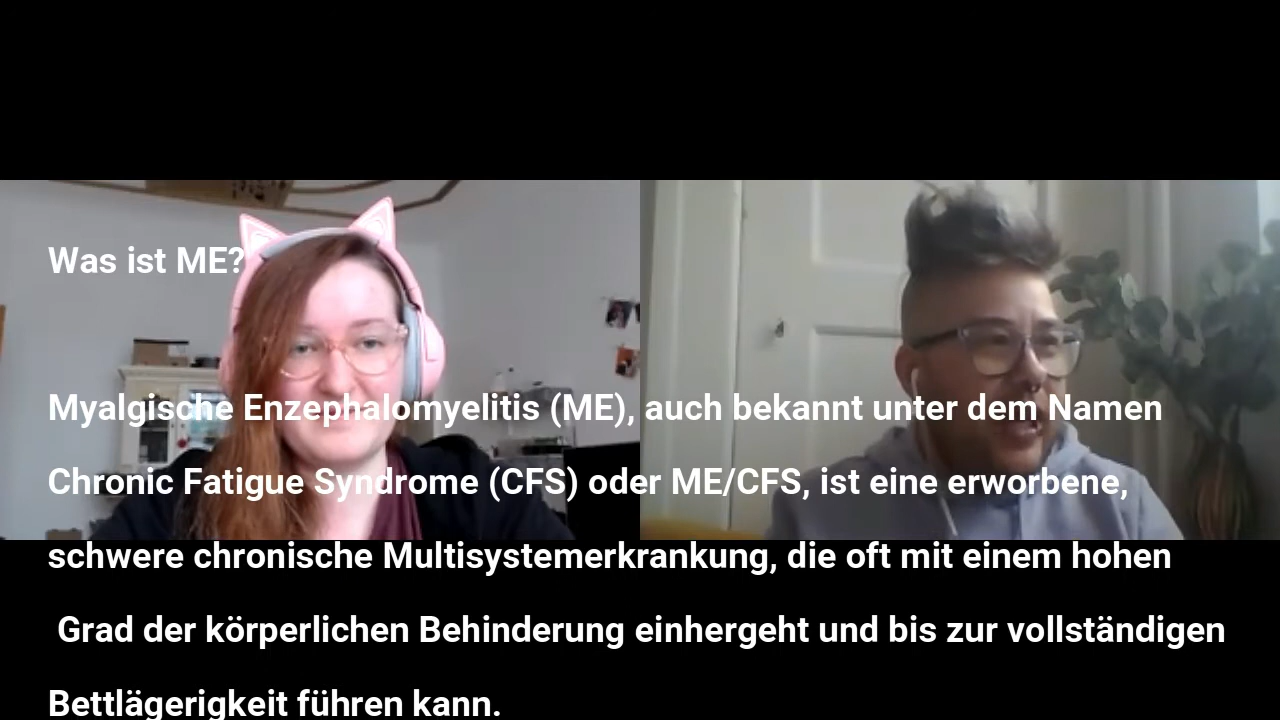 Was ist ME?
Myalgische Enzephalomyelitis (ME), auch bekannt unter dem Namen
Chronic Fatigue Syndrome (CFS) oder ME/CFS, ist eine erworbene,
schwere chronische Multisystemerkrankung, die oft mit einem hohen
Grad der körperlichen Behinderung einhergeht und bis zur vollständigen
Bettlägerigkeit führen kann.